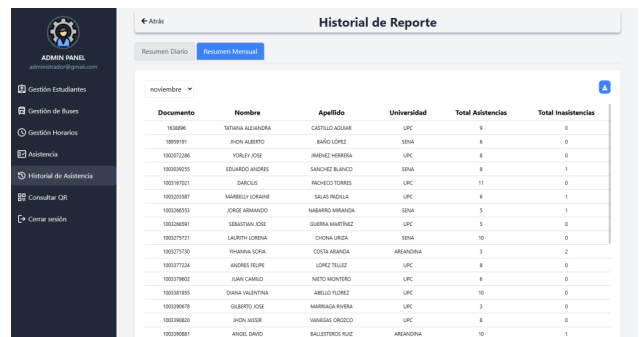 ← Atrás
Historial de Reporte
ADMIN PANEL
administrador@gmail.com
Gestión Estudiantes
Gestión de Buses
Gestión Horarios
Asistencia
Historial de Asistencia
Consultar QR
Cerrar sesión
Resumen Diario Resumen Mensual
noviembre
Documento Nombre Apellido Universidad Total Asistencias Total Inasistencias
1638896 TATIANA ALEJANDRA CASTILLO AGUIAR UPC 9 0
18959191 JHON ALBERTO BAÑO LÓPEZ SENA 6 0
1002072286 YORLEY JOSE JIMENEZ HERRERA UPC 8 0
1003039255 EDUARDO ANDRES SANCHEZ BLANCO SENA 8 1
1003167021 DARCILIS PACHECO TORRES UPC 11 0
1003203587 MARBELLY LORAINE SALAS PADILLA UPC 6 1
1003266553 JORGE ARMANDO NABARRO MIRANDA SENA 5 1
1003266591 SEBASTIAN JOSE GUERRA MARTÍNEZ UPC 5 0
1003275721 LAURITH LORENA CHONA URIZA SENA 10 0
1003275730 YIHANNA SOFIA COSTA ARANDA AREANDINA 3 2
1003377224 ANDRES FELIPE LOPEZ TELLEZ UPC 8 0
1003379602 JUAN CAMILO NIETO MONTERO UPC 6 0
1003381855 DIANA VALENTINA ABELLO FLOREZ UPC 10 0
1003390678 GILBERTO JOSE MARRIAGA RIVERA UPC 3 0
1003390820 JHON JASSIR VANEGAS OROZCO UPC 8 0
1003390881 ANGEL DAVID BALLESTEROS RUIZ AREANDINA 10 1